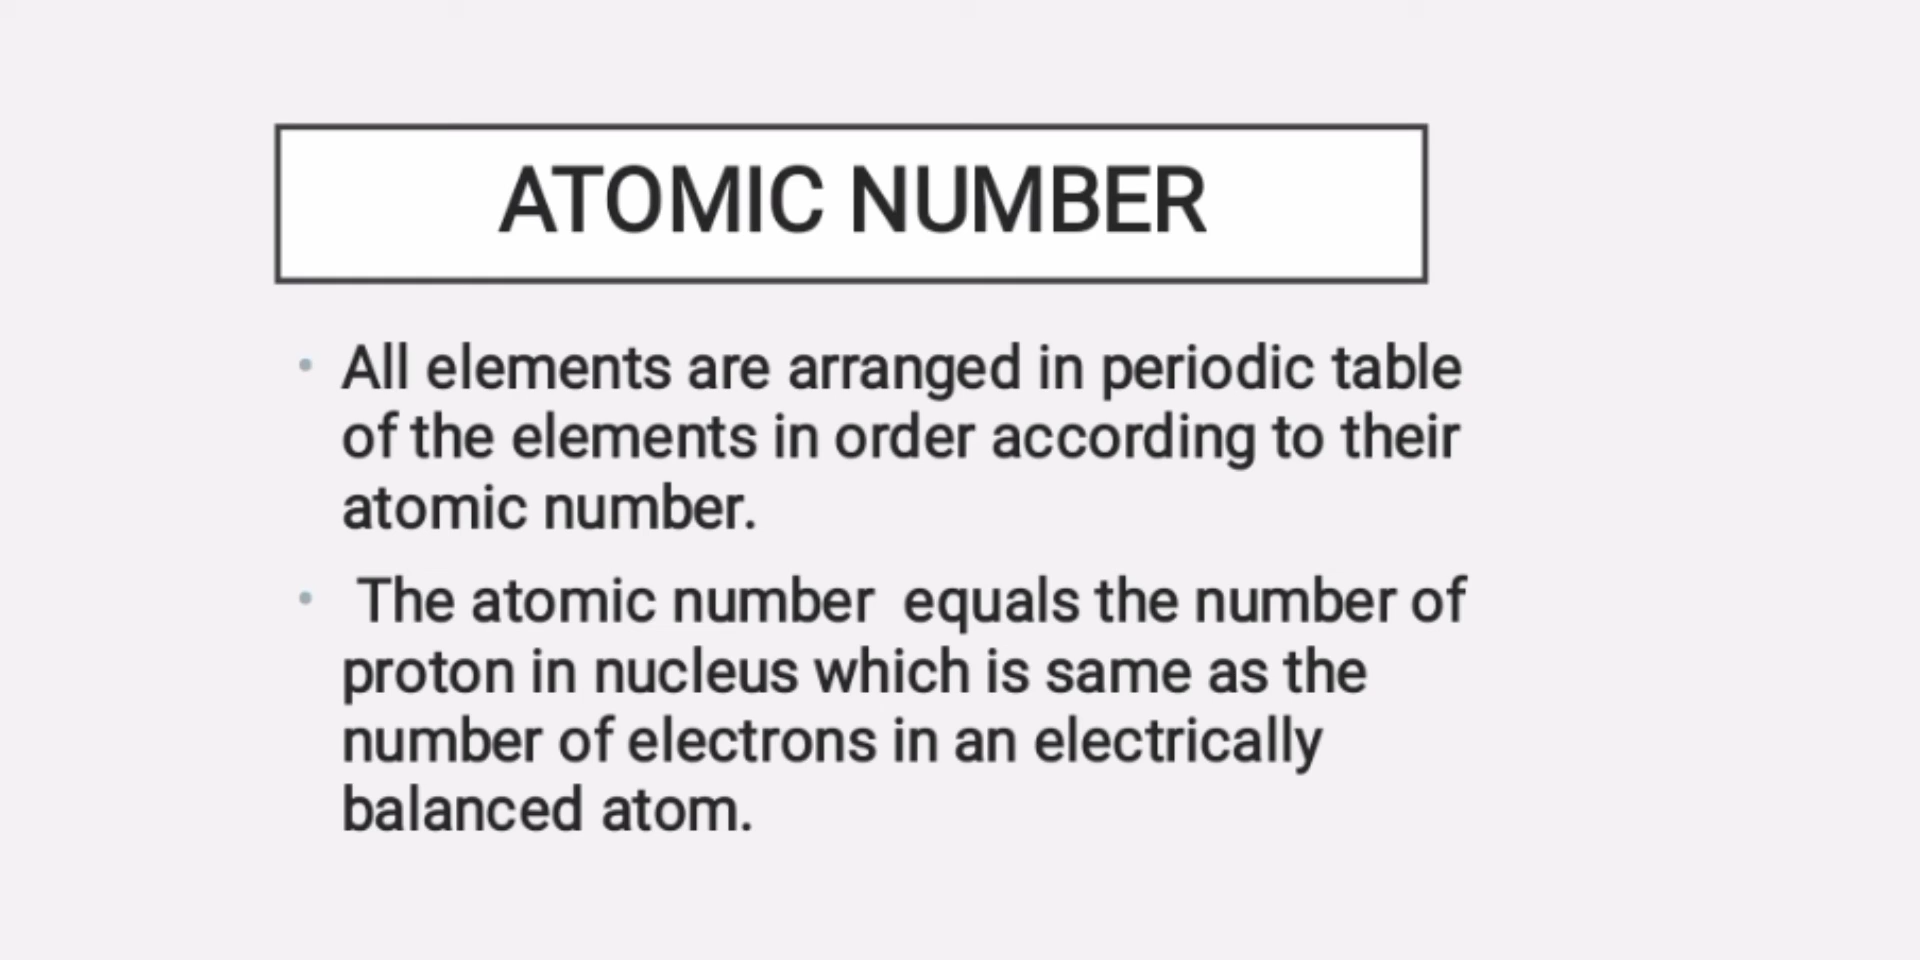 ATOMIC NUMBER
• All elements are arranged in periodic table
of the elements in order according to their
atomic number.
• The atomic number equals the number of
proton in nucleus which is same as the
number of electrons in an electrically
balanced atom.